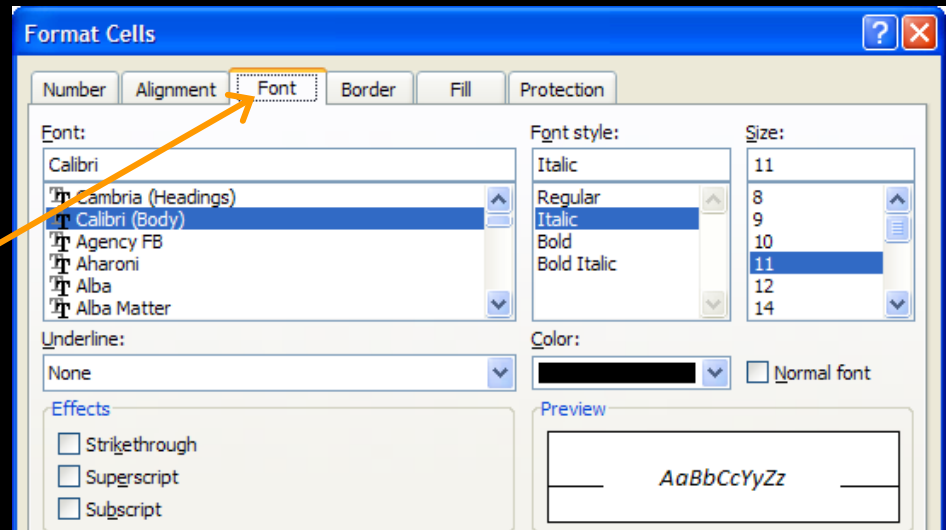 Format Cells
Number Alignment Font Border Fill Protection
Font: Font style: Size:
Calibri Italic 11
Cambria (Headings) Regular 8
Calibri (Body) Italic 9
Agency FB Bold 10
Aharoni Bold Italic 11
Alba 12
Alba Matter 14
Underline: Color:
None Normal font
Effects Preview
Strikethrough
Superscript AaBbCcYyZz
Subscript